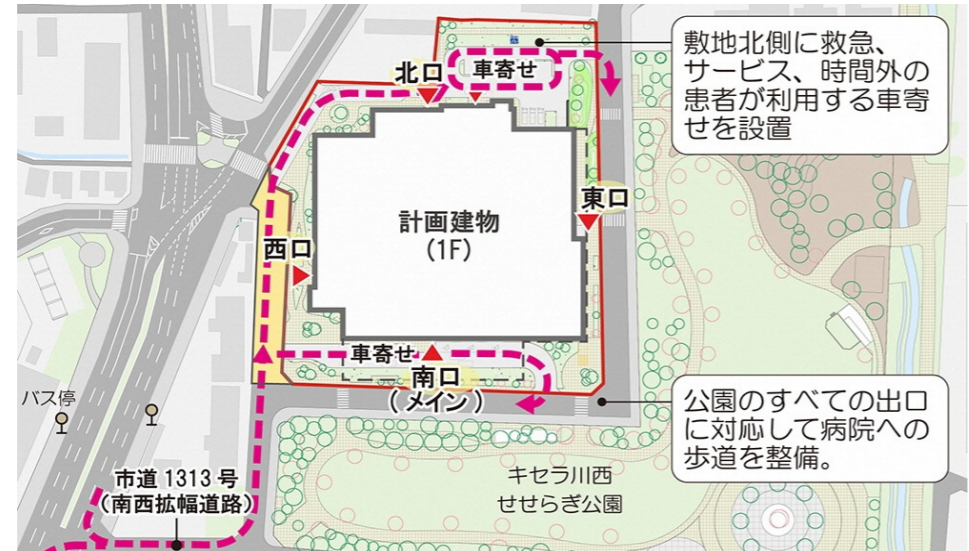 敷地北側に救急、
サービス、時間外の
患者が利用する車寄
せを設置
車寄せ
北口
東口
計画建物
(1F)
西口
車寄せ
南口
(メイン)
バス停
公園のすべての出口
に対応して病院への
歩道を整備。
キセラ川西
せせらぎ公園
市道1313号
(南西拡幅道路)